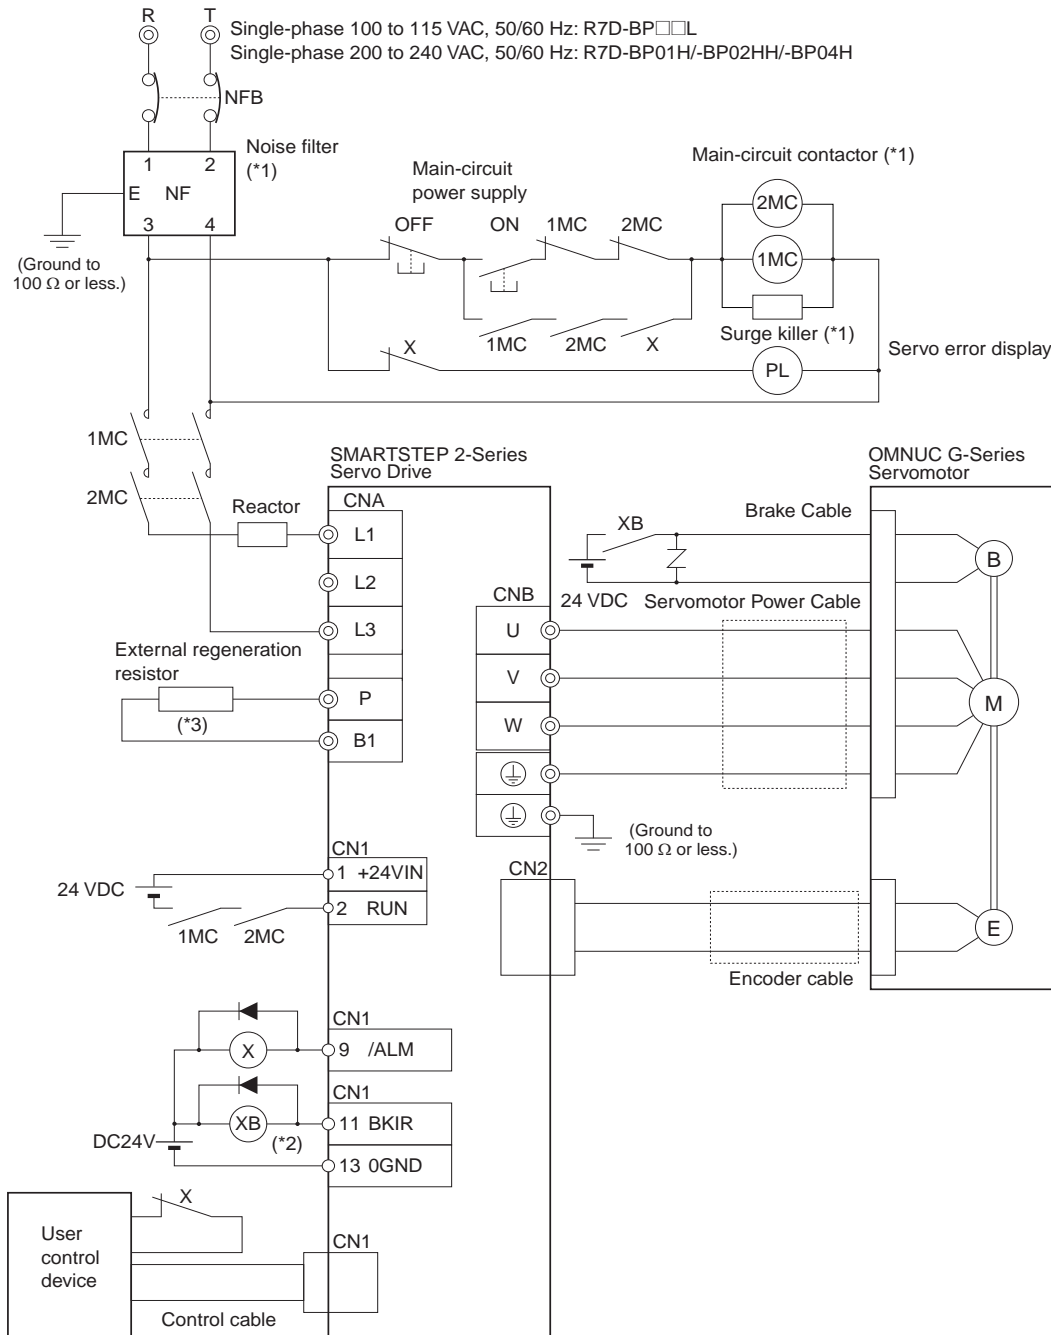 R T
Single-phase 100 to 115 VAC, 50/60 Hz: R7D-BP□□L
Single-phase 200 to 240 VAC, 50/60 Hz: R7D-BP01H/-BP02HH/-BP04H
NFB
Noise filter
(*1)
1 2
E NF
3 4
(Ground to
100 Ω or less.)
Main-circuit
power supply
OFF ON 1MC 2MC
1MC 2MC X
Main-circuit contactor (*1)
2MC
1MC
Surge killer (*1)
X
PL
Servo error display
1MC
2MC
Reactor
SMARTSTEP 2-Series
Servo Drive
CNA
L1
L2
L3
External regeneration
resistor
(*3)
P
B1
CNB
U
V
W
(Ground to
100 Ω or less.)
OMNUC G-Series
Servomotor
XB
Brake Cable
24 VDC
Servomotor Power Cable
B
M
E
CN1
1 +24VIN
24 VDC
2 RUN
1MC 2MC
CN2
Encoder cable
CN1
X
9 /ALM
CN1
XB
(*2)
11 BKIR
DC24V
13 0GND
X
User
control
device
CN1
Control cable